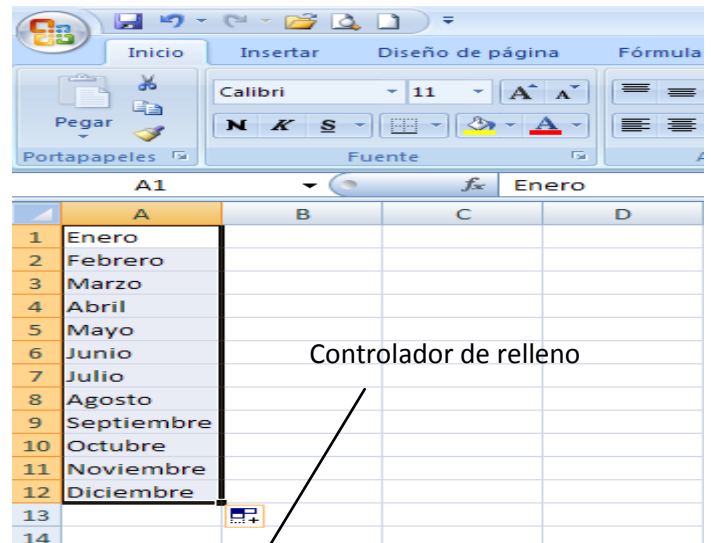 Inicio Insertar Diseño de página Fórmula
Calibri 11 A A
Pegar N K S A
Portapapeles Fuente A
A1 fx Enero
A B C D
1 Enero
2 Febrero
3 Marzo
4 Abril
5 Mayo
6 Junio
Controlador de relleno
7 Julio
8 Agosto
9 Septiembre
10 Octubre
11 Noviembre
12 Diciembre
13
14